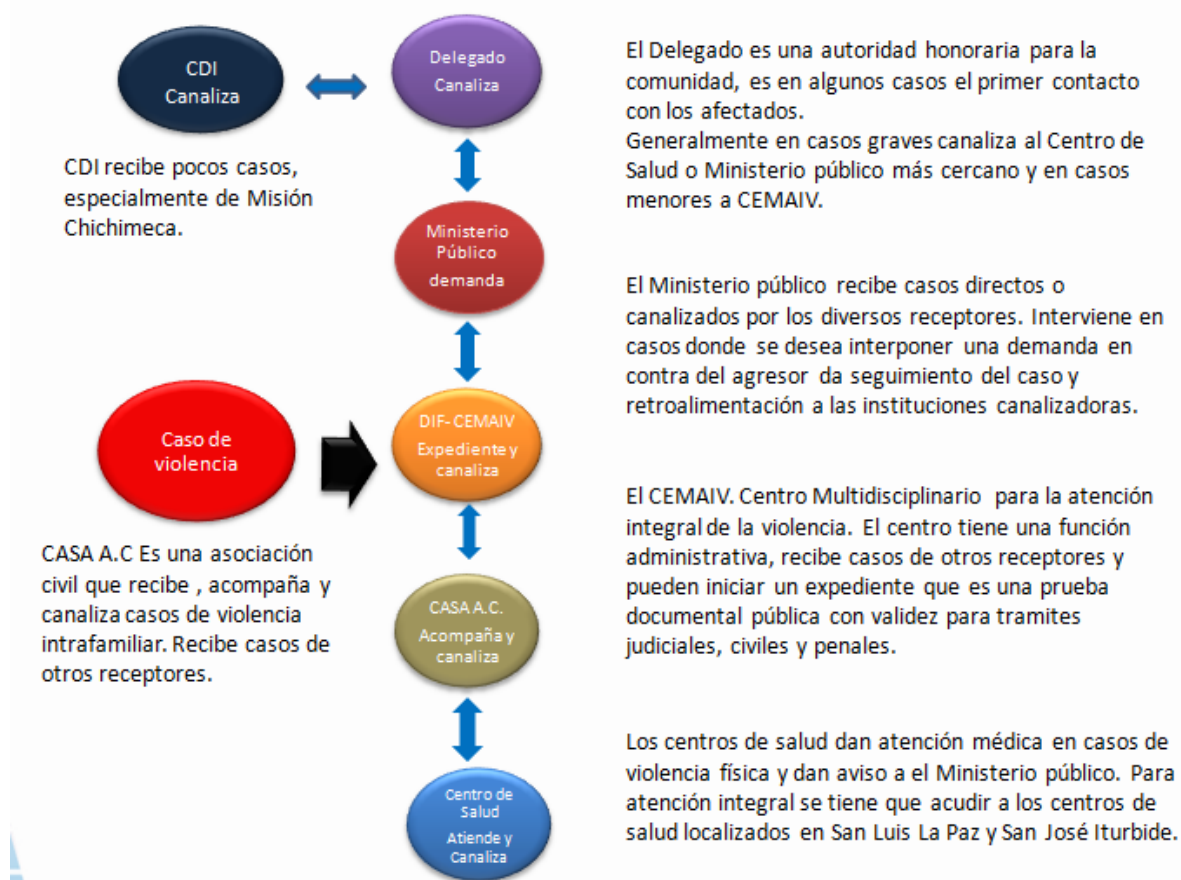 CDI
Canaliza
Delegado
Canaliza
El Delegado es una autoridad honoraria para la
comunidad, es en algunos casos el primer contacto
con los afectados.
Generalmente en casos graves canaliza al Centro de
Salud o Ministerio público más cercano y en casos
menores a CEMAIV.
CDI recibe pocos casos,
especialmente de Misión
Chichimeca.
Ministerio
Público
demanda
El Ministerio público recibe casos directos o
canalizados por los diversos receptores. Interviene en
casos donde se desea interponer una demanda en
contra del agresor da seguimiento del caso y
retroalimentación a las instituciones canalizadoras.
Caso de
violencia
DIF- CEMAIV
Expediente y
canaliza
El CEMAIV. Centro Multidisciplinario para la atención
integral de la violencia. El centro tiene una función
administrativa, recibe casos de otros receptores y
pueden iniciar un expediente que es una prueba
documental pública con validez para tramites
judiciales, civiles y penales.
CASA A.C Es una asociación
civil que recibe , acompaña y
canaliza casos de violencia
intrafamiliar. Recibe casos de
otros receptores.
CASA A.C.
Acompaña y
canaliza
Centro de
Salud
Atiende y
Canaliza
Los centros de salud dan atención médica en casos de
violencia física y dan aviso a el Ministerio público. Para
atención integral se tiene que acudir a los centros de
salud localizados en San Luis La Paz y San José Iturbide.